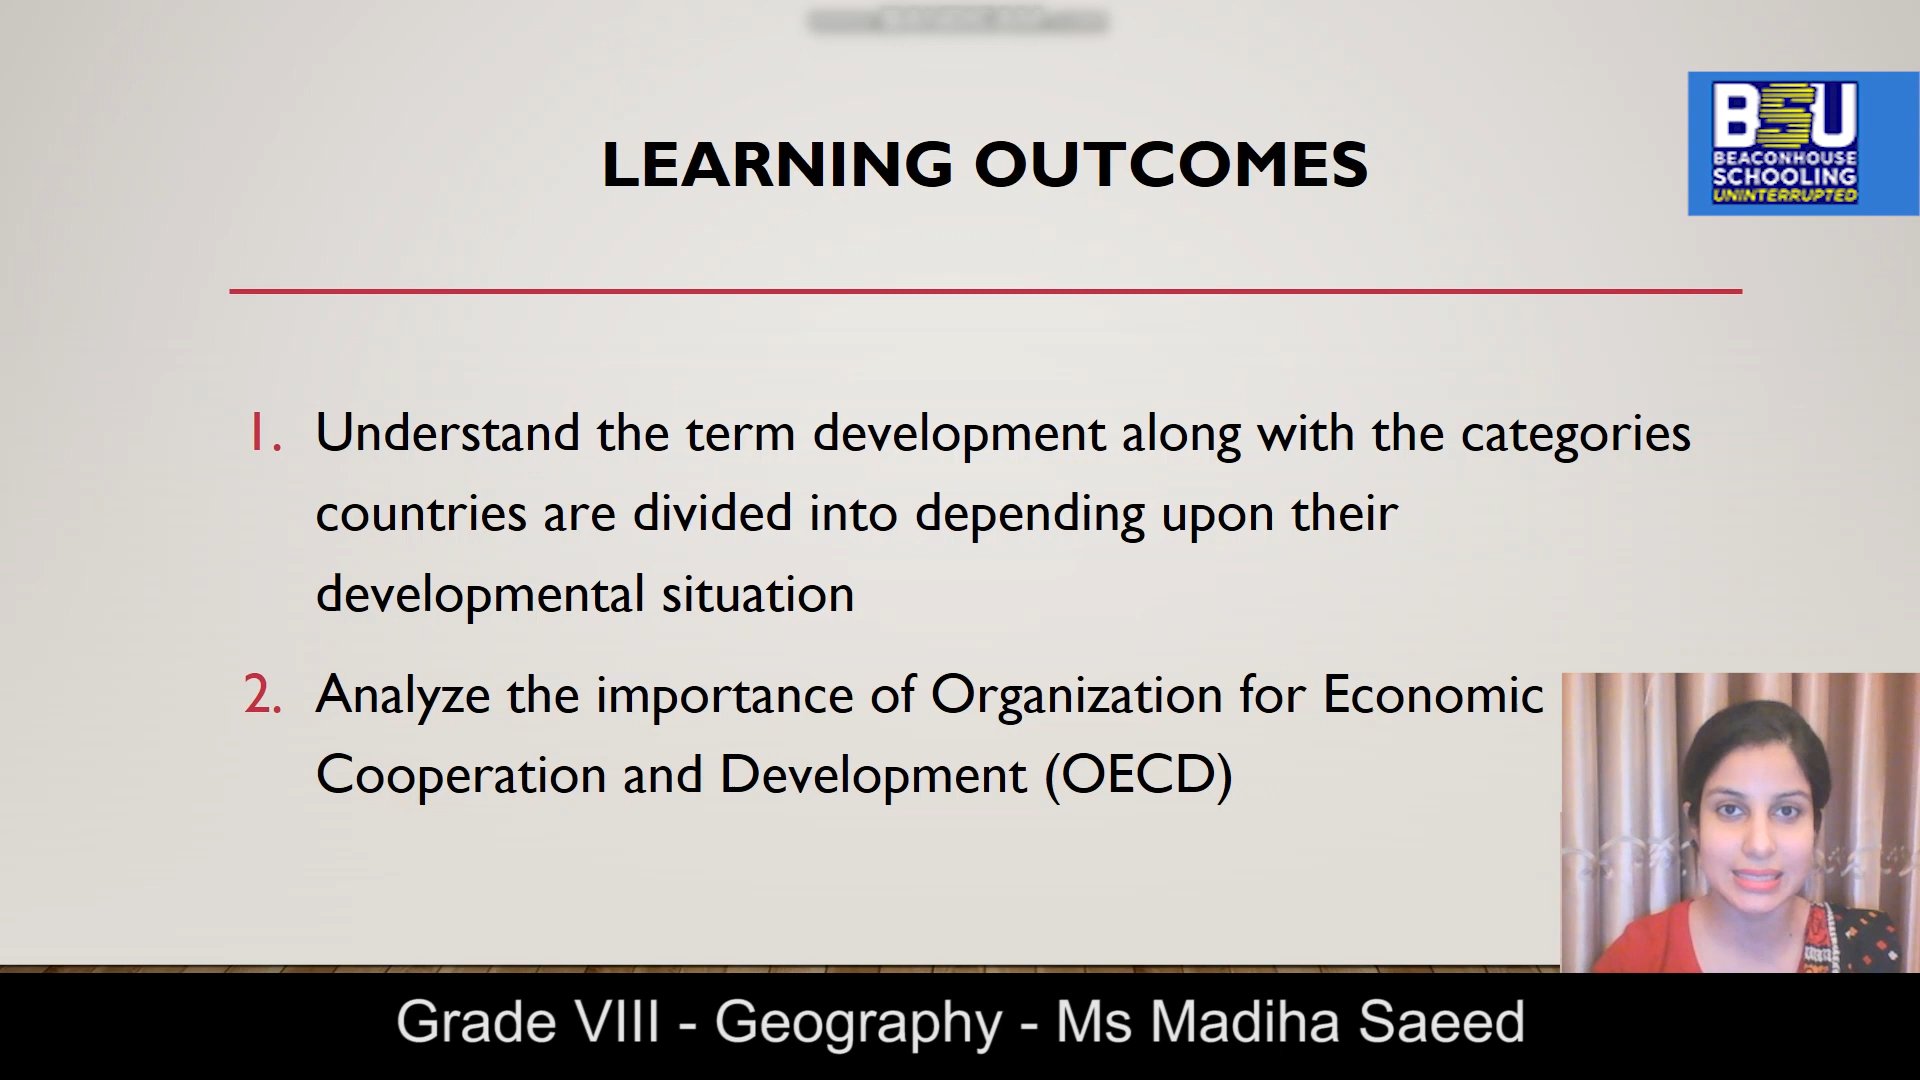 LEARNING OUTCOMES
BSU
BEACONHOUSE
SCHOOLING
UNINTERRUPTED
1. Understand the term development along with the categories
countries are divided into depending upon their
developmental situation
2. Analyze the importance of Organization for Economic
Cooperation and Development (OECD)
Grade VIII - Geography - Ms Madiha Saeed